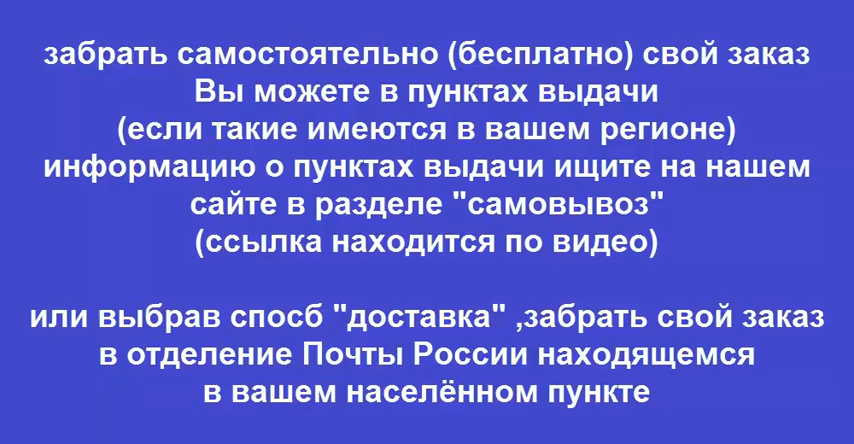 забрать самостоятельно (бесплатно) свой заказ
Вы можете в пунктах выдачи
(если такие имеются в вашем регионе)
информацию о пунктах выдачи ищите на нашем
сайте в разделе "самовывоз"
(ссылка находится по видео)
или выбрав спосб "доставка" ,забрать свой заказ
в отделение Почты России находящемся
в вашем населённом пункте